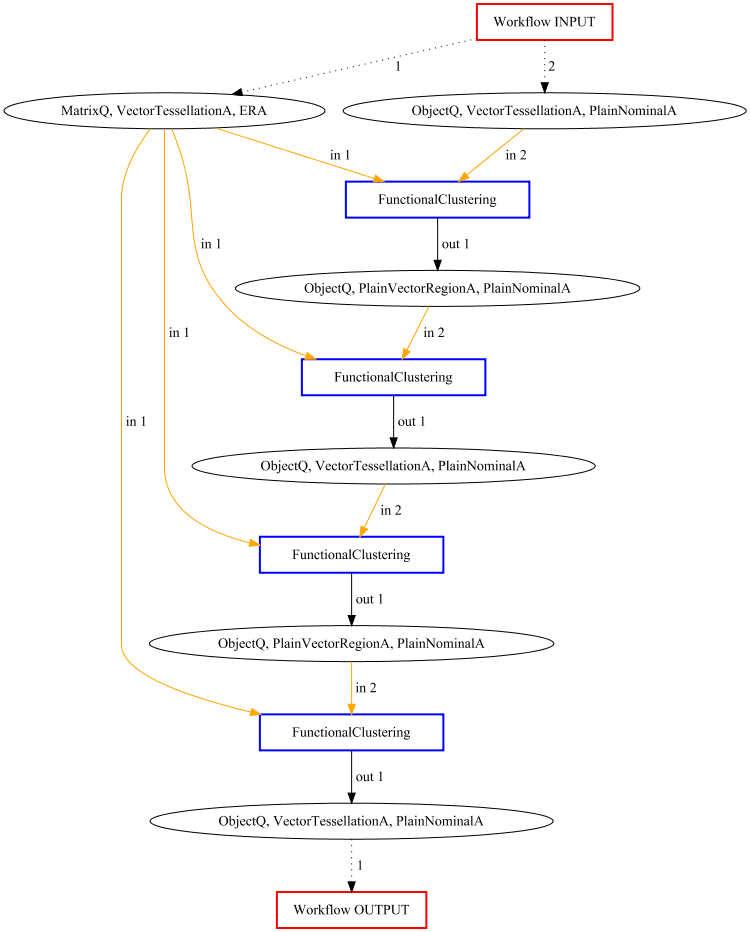 Workflow INPUT
1
2
MatrixQ, VectorTessellationA, ERA
ObjectQ, VectorTessellationA, PlainNominalA
in 1
in 2
FunctionalClustering
in 1
out 1
ObjectQ, PlainVectorRegionA, PlainNominalA
in 1
in 2
FunctionalClustering
in 1
out 1
ObjectQ, VectorTessellationA, PlainNominalA
in 2
FunctionalClustering
out 1
ObjectQ, PlainVectorRegionA, PlainNominalA
in 2
FunctionalClustering
out 1
ObjectQ, VectorTessellationA, PlainNominalA
1
Workflow OUTPUT